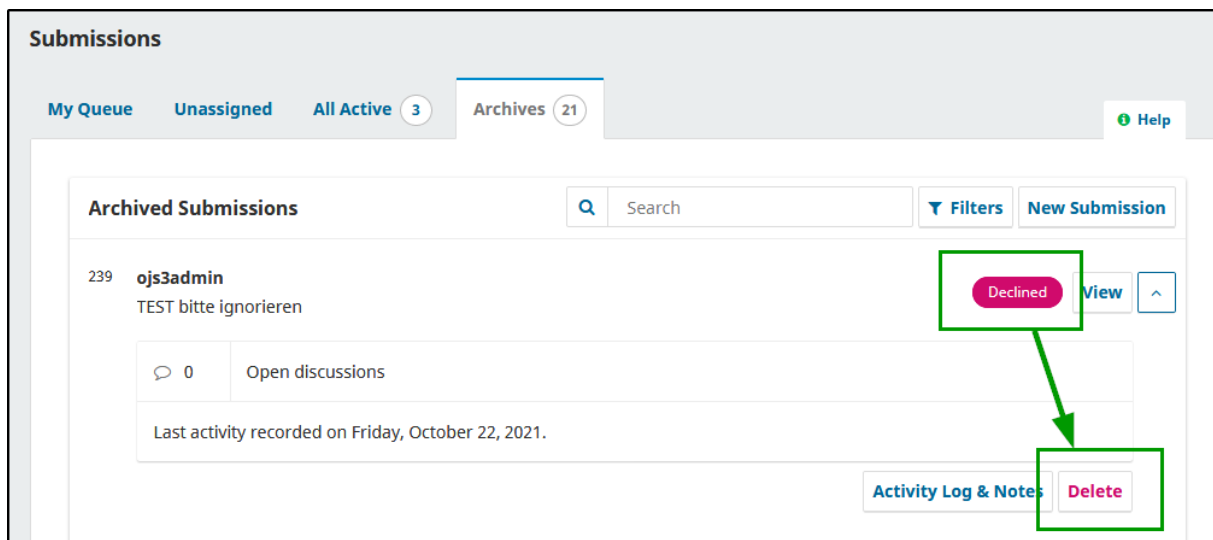 Submissions
My Queue Unassigned All Active 3 Archives 21
Help
Archived Submissions Search Filters New Submission
239 ojs3admin Declined View
TEST bitte ignorieren
0 Open discussions
Last activity recorded on Friday, October 22, 2021.
Activity Log & Notes Delete